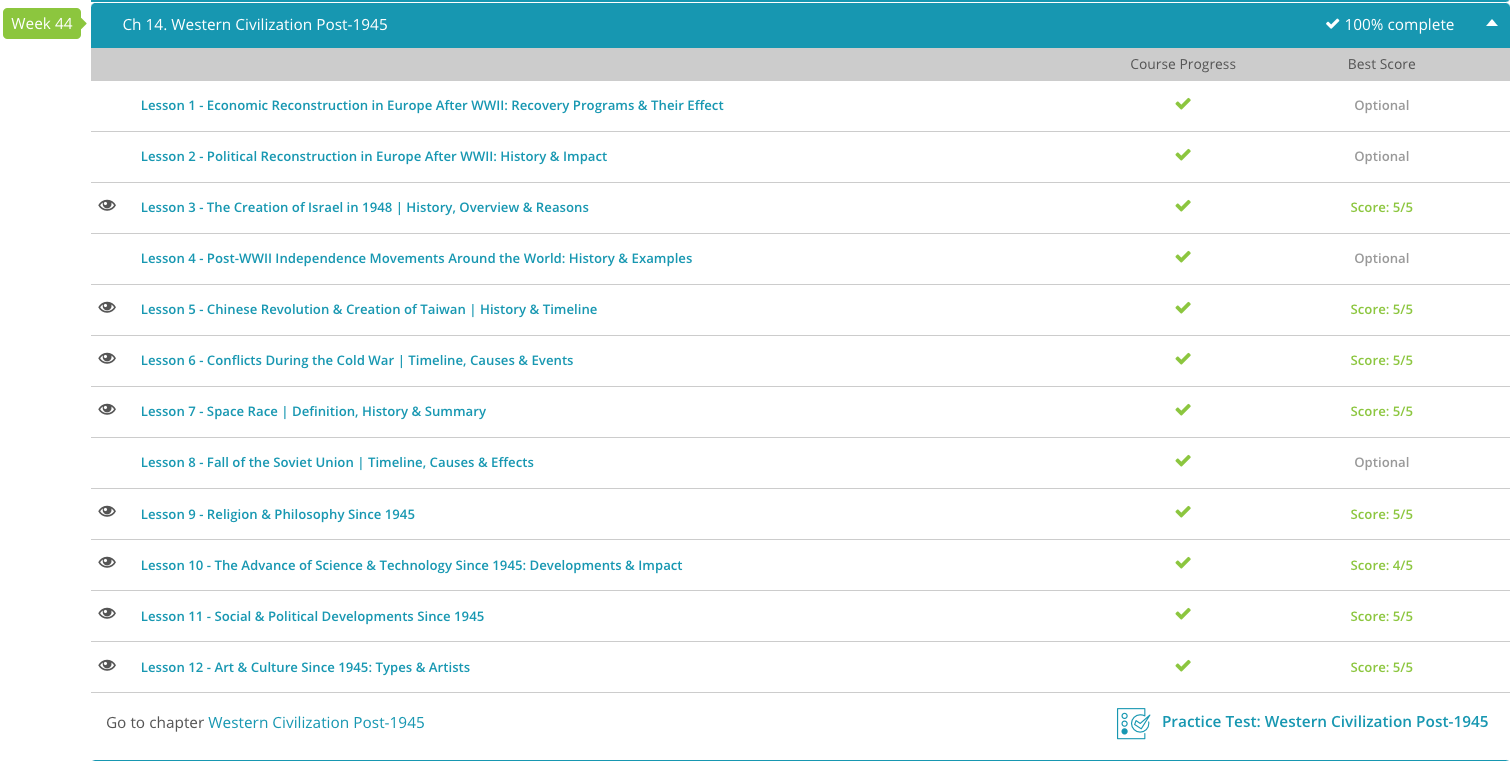 Week 44
Ch 14. Western Civilization Post-1945
100% complete
Course Progress
Best Score
Lesson 1 - Economic Reconstruction in Europe After WWII: Recovery Programs & Their Effect
Optional
Lesson 2 - Political Reconstruction in Europe After WWII: History & Impact
Optional
Lesson 3 - The Creation of Israel in 1948 | History, Overview & Reasons
Score: 5/5
Lesson 4 - Post-WWII Independence Movements Around the World: History & Examples
Optional
Lesson 5 - Chinese Revolution & Creation of Taiwan | History & Timeline
Score: 5/5
Lesson 6 - Conflicts During the Cold War | Timeline, Causes & Events
Score: 5/5
Lesson 7 - Space Race | Definition, History & Summary
Score: 5/5
Lesson 8 - Fall of the Soviet Union | Timeline, Causes & Effects
Optional
Lesson 9 - Religion & Philosophy Since 1945
Score: 5/5
Lesson 10 - The Advance of Science & Technology Since 1945: Developments & Impact
Score: 4/5
Lesson 11 - Social & Political Developments Since 1945
Score: 5/5
Lesson 12 - Art & Culture Since 1945: Types & Artists
Score: 5/5
Go to chapter Western Civilization Post-1945
Practice Test: Western Civilization Post-1945